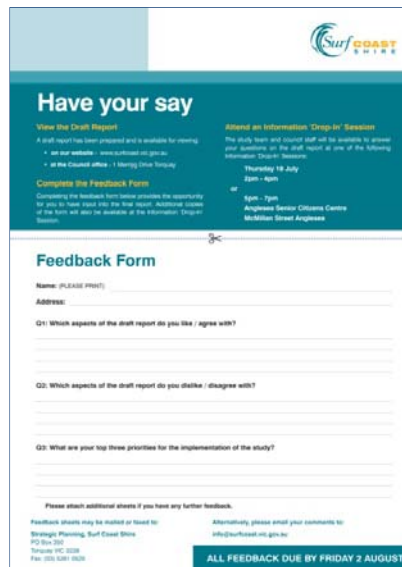 Surf COAST
SHIRE
Have your say
View the Draft Report
A draft report has been prepared and is available for viewing:
• on our website - www.surfcoast.vic.gov.au
• at the Council office - 1 Merrijig Drive Torquay
Complete the Feedback Form
Completing the feedback form below provides the opportunity
for you to have input into the final report. Additional copies
of the form will also be available at the Information 'Drop-In'
Session.
Attend an Information 'Drop-In' Session
The study team and council staff will be available to answer
your questions on the draft report at one of the following
Information 'Drop-In' Sessions:
Thursday 18 July
2pm - 4pm
or
5pm - 7pm
Anglesea Senior Citizens Centre
McMillan Street Anglesea
Feedback Form
Name: (PLEASE PRINT)
Address:
Q1: Which aspects of the draft report do you like / agree with?
Q2: Which aspects of the draft report do you dislike / disagree with?
Q3: What are your top three priorities for the implementation of the study?
Please attach additional sheets if you have any further feedback.
Feedback sheets may be mailed or faxed to:
Strategic Planning, Surf Coast Shire
PO Box 350
Torquay VIC 3228
Fax: (03)
Alternatively, please email your comments to:
info@surfcoast.vic.gov.au
ALL FEEDBACK DUE BY FRIDAY 2 AUGUST